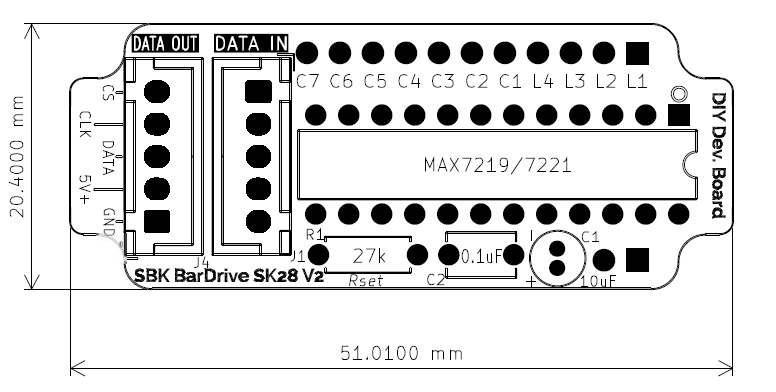 DATA OUT
DATA IN
C7 C6 C5 C4 C3 C2 C1 L4 L3 L2 L1
CS
CLK
DATA
5V+
GND
20.4000 mm
MAX7219/7221
DIY Dev. Board
R1
J1
27k
Rset
C2
0.1uF
-
+
C1
10uF
J4
SBK BarDrive SK28 V2
51.0100 mm